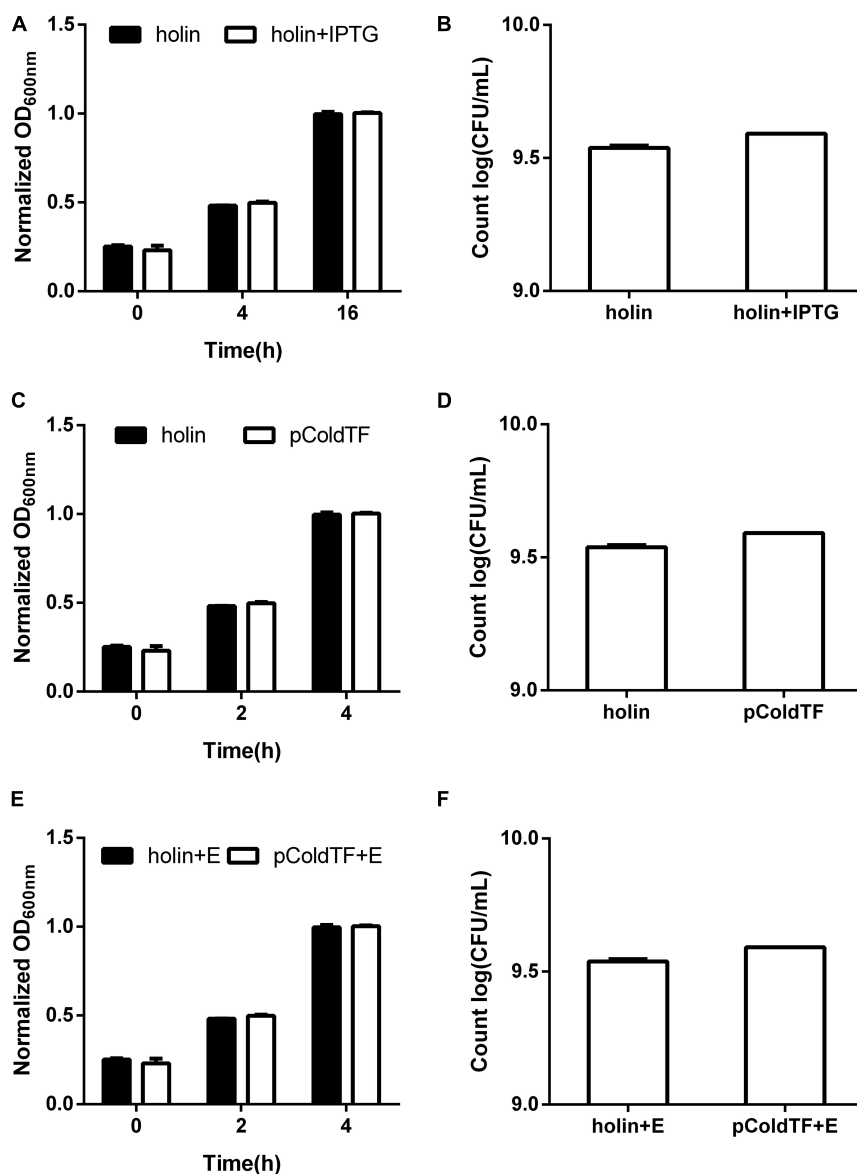 A
Normalized OD600nm
holin
holin+IPTG
1.5
1.0
0.5
0.0
0
4
16
Time(h)
B
Count log(CFU/mL)
10.0
9.5
9.0
holin
holin+IPTG
C
Normalized OD600nm
holin
pColdTF
1.5
1.0
0.5
0.0
0
2
4
Time(h)
D
Count log(CFU/mL)
10.0
9.5
9.0
holin
pColdTF
E
Normalized OD600nm
holin+E
pColdTF+E
1.5
1.0
0.5
0.0
0
2
4
Time(h)
F
Count log(CFU/mL)
10.0
9.5
9.0
holin+E
pColdTF+E